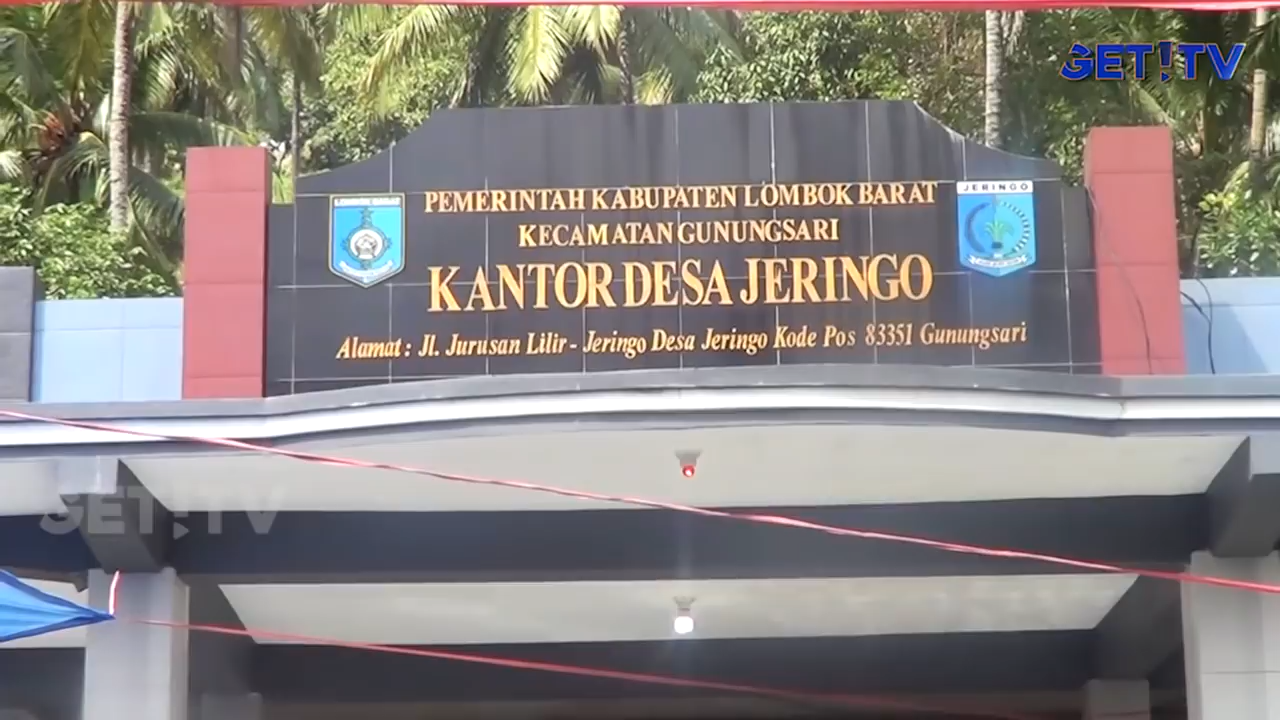 GET!TV
PEMERINTAH KABUPATEN LOMBOK BARAT
KECAMATAN GUNUNGSARI
KANTOR DESA JERINGO
Alamat : Jl. Jurusan Lilir - Jeringo Desa Jeringo Kode Pos 83351 Gunungsari
LOMBOK BARAT
JERINGO
GET!TV